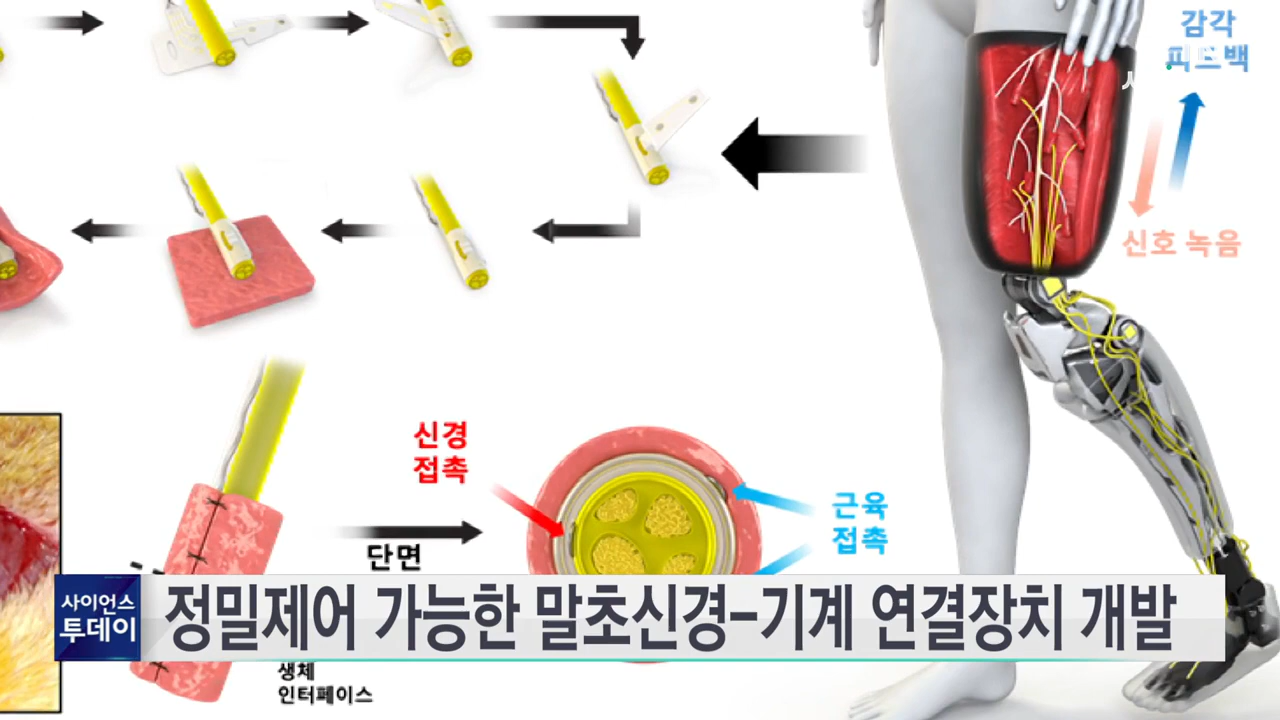 감각
피드백
신호 녹음
신경
접촉
근육
접촉
단면
사이언스
투데이
정밀제어 가능한 말초신경-기계 연결장치 개발
생체
인터페이스